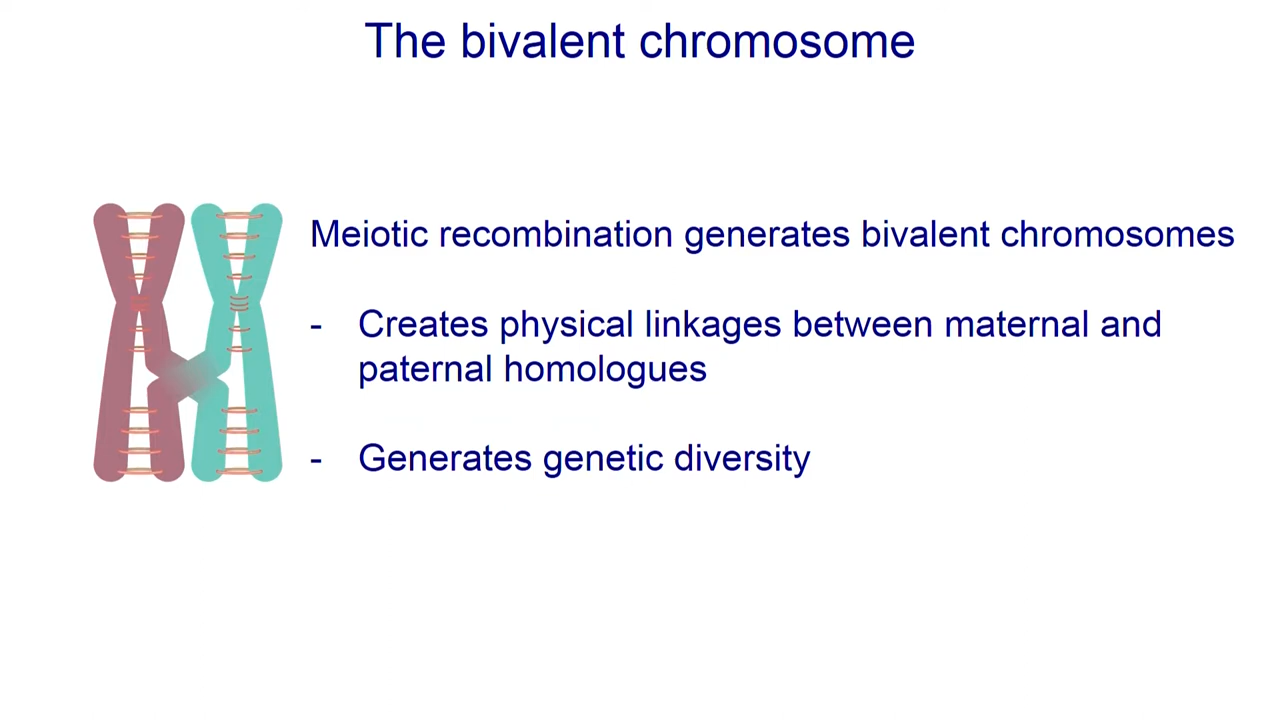 The bivalent chromosome
Meiotic recombination generates bivalent chromosomes
- Creates physical linkages between maternal and
paternal homologues
- Generates genetic diversity